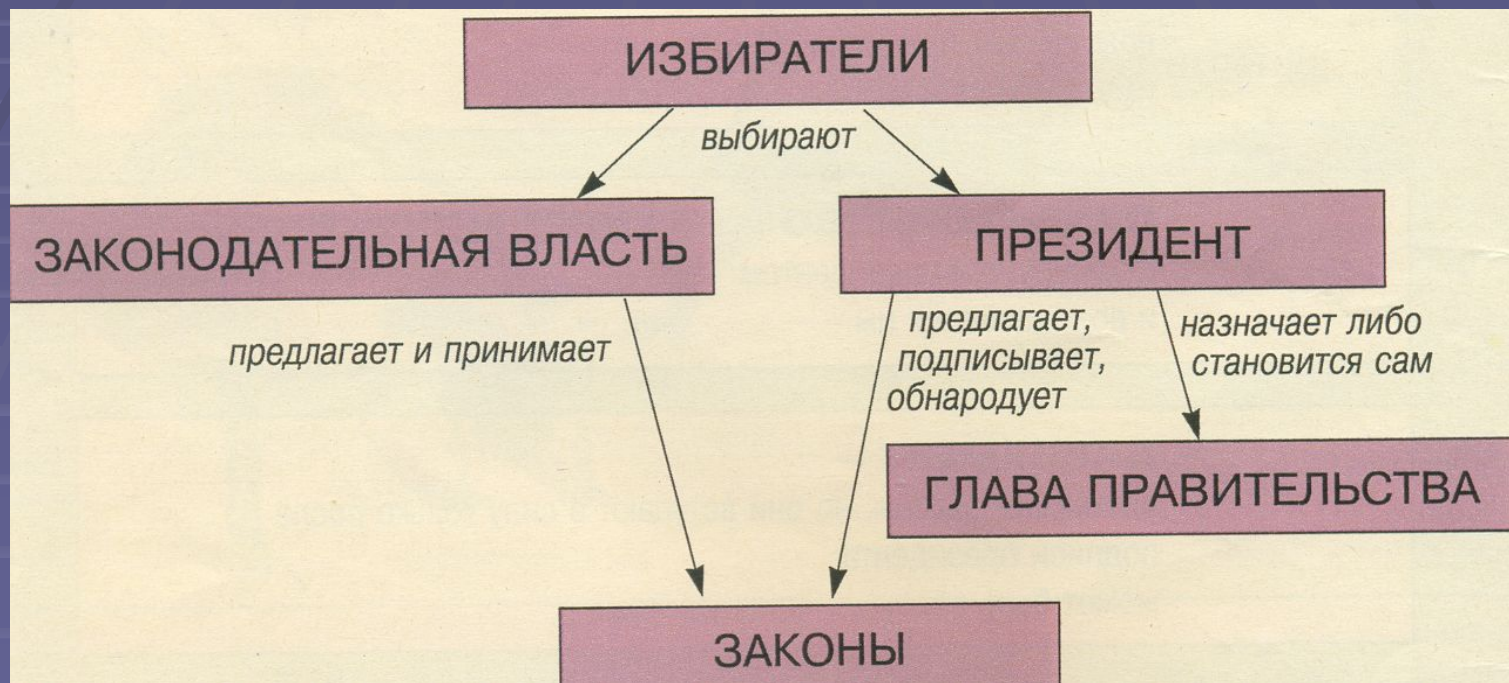 ИЗБИРАТЕЛИ
выбирают
ЗАКОНОДАТЕЛЬНАЯ ВЛАСТЬ
ПРЕЗИДЕНТ
предлагает и принимает
предлагает,
подписывает,
обнародует
назначает либо
становится сам
ГЛАВА ПРАВИТЕЛЬСТВА
ЗАКОНЫ